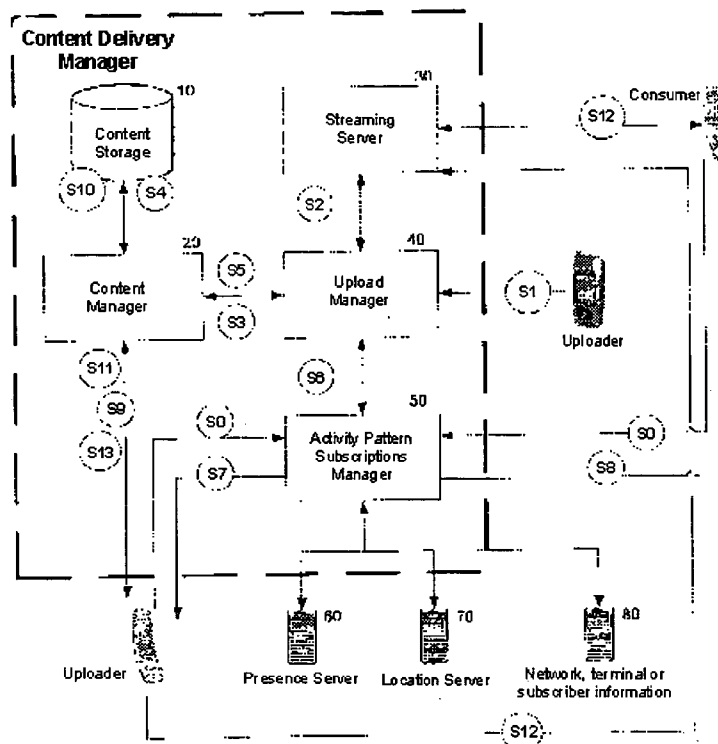 Content Delivery
Manager
10
Content
Storage
S10
S4
30
Streaming
Server
Consumer
S12
S2
20
Content
Manager
S5
S3
40
Upload
Manager
S1
Uploader
S11
S9
S13
S6
S0
S7
50
Activity Pattern
Subscriptions
Manager
S0
S8
60
70
80
Uploader
Presence Server
Location Server
Network, terminal or
subscriber information
S12